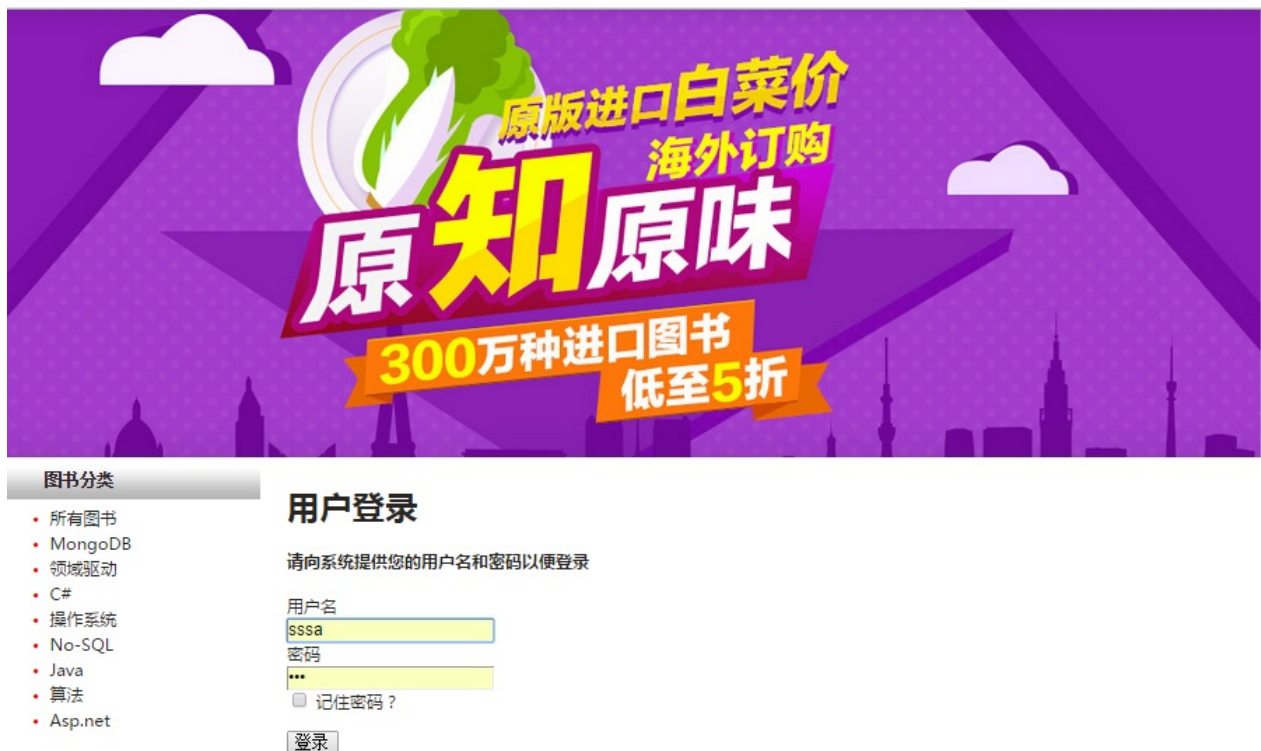 原版进口白菜价
海外订购
原知原味
300万种进口图书
低至5折
图书分类
所有图书
MongoDB
领域驱动
C#
操作系统
No-SQL
Java
算法
Asp.net
用户登录
请向系统提供您的用户名和密码以便登录
用户名
sssa
密码
•••
记住密码？
登录